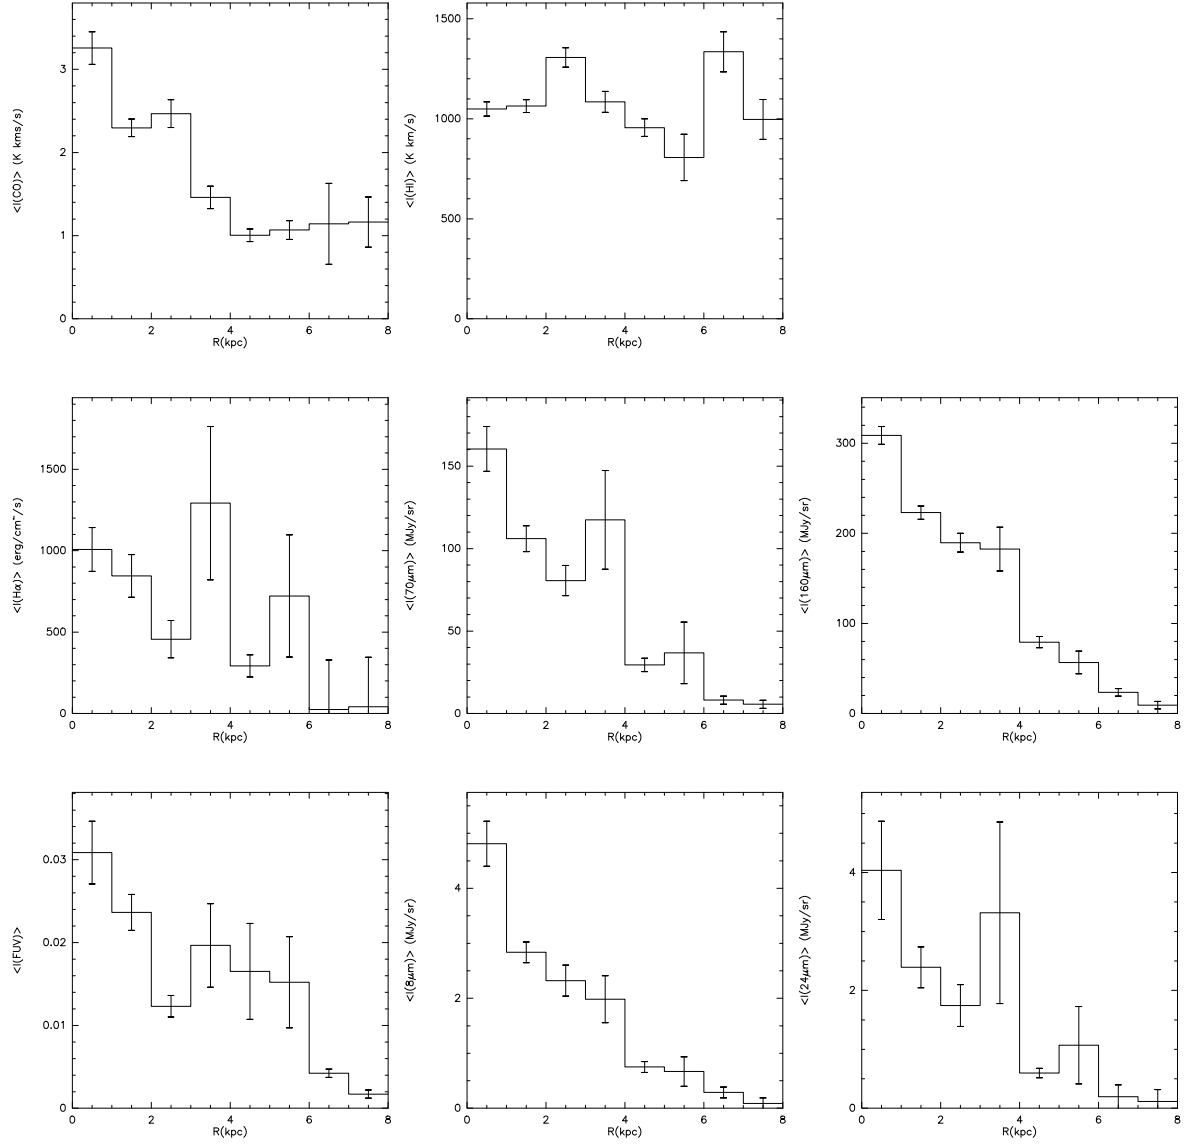 <I(CO)> (K kms/s)
3
2
1
0
0 2 4 6 8
R(kpc)
<I(HI)> (K km/s)
1500
1000
500
0
0 2 4 6 8
R(kpc)
<I(Hα)> (erg/cm⁻/s)
1500
1000
500
0
0 2 4 6 8
R(kpc)
<I(70μm)> (MJy/sr)
150
100
50
0
0 2 4 6 8
R(kpc)
<I(160μm)> (MJy/sr)
300
200
100
0
0 2 4 6 8
R(kpc)
<I(FUV)>
0.03
0.02
0.01
0
0 2 4 6 8
R(kpc)
<I(8μm)> (MJy/sr)
4
2
0
0 2 4 6 8
R(kpc)
<I(24μm)> (MJy/sr)
4
2
0
0 2 4 6 8
R(kpc)